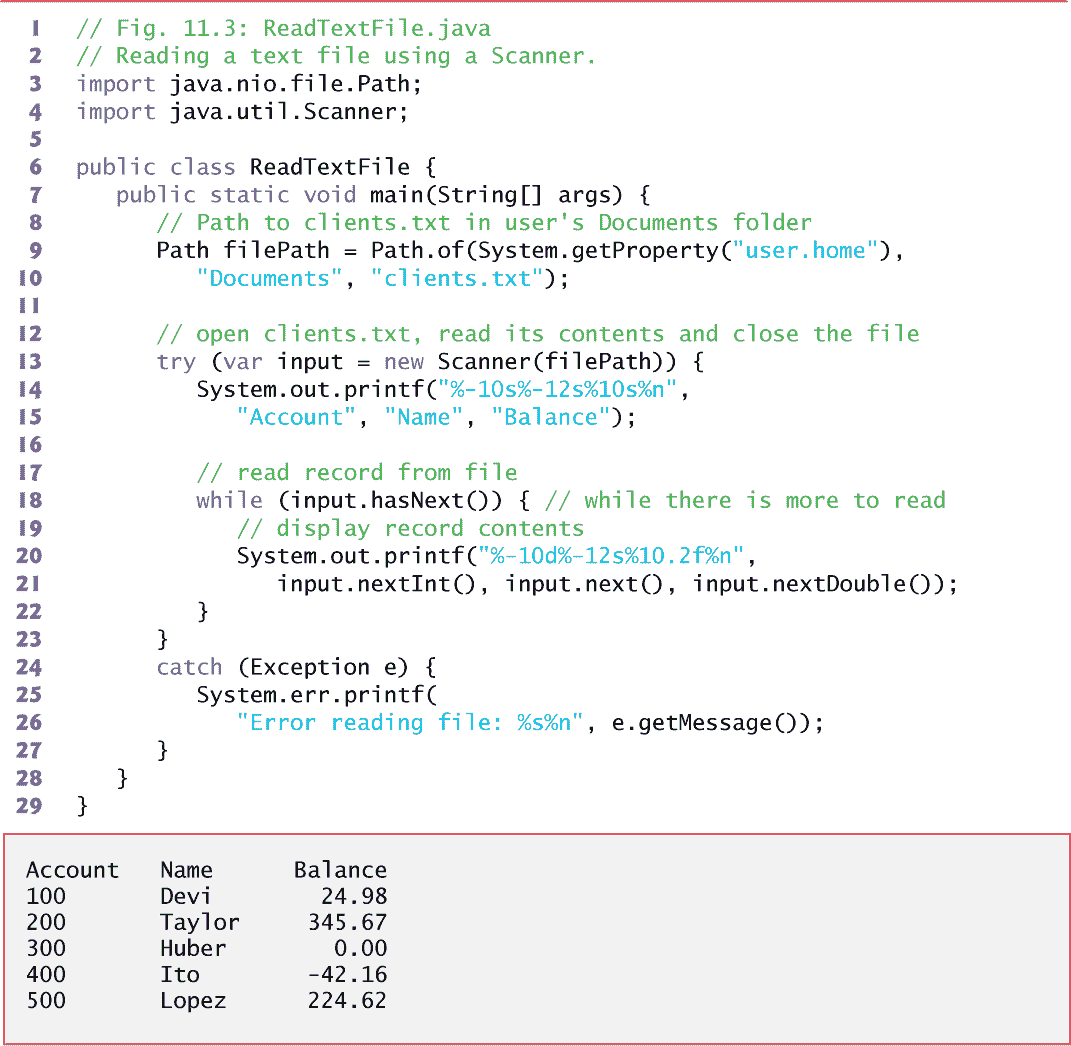 1 // Fig. 11.3: ReadTextFile.java
2 // Reading a text file using a Scanner.
3 import java.nio.file.Path;
4 import java.util.Scanner;
5
6 public class ReadTextFile {
7    public static void main(String[] args) {
8       // Path to clients.txt in user's Documents folder
9       Path filePath = Path.of(System.getProperty("user.home"),
10          "Documents", "clients.txt");
11
12       // open clients.txt, read its contents and close the file
13       try (var input = new Scanner(filePath)) {
14          System.out.printf("%-10s%-12s%10s%n",
15             "Account", "Name", "Balance");
16
17          // read record from file
18          while (input.hasNext()) { // while there is more to read
19             // display record contents
20             System.out.printf("%-10d%-12s%10.2f%n",
21                input.nextInt(), input.next(), input.nextDouble());
22          }
23       }
24       catch (Exception e) {
25          System.err.printf(
26             "Error reading file: %s%n", e.getMessage());
27       }
28    }
29 }
Account   Name      Balance
100       Devi        24.98
200       Taylor     345.67
300       Huber        0.00
400       Ito        -42.16
500       Lopez      224.62